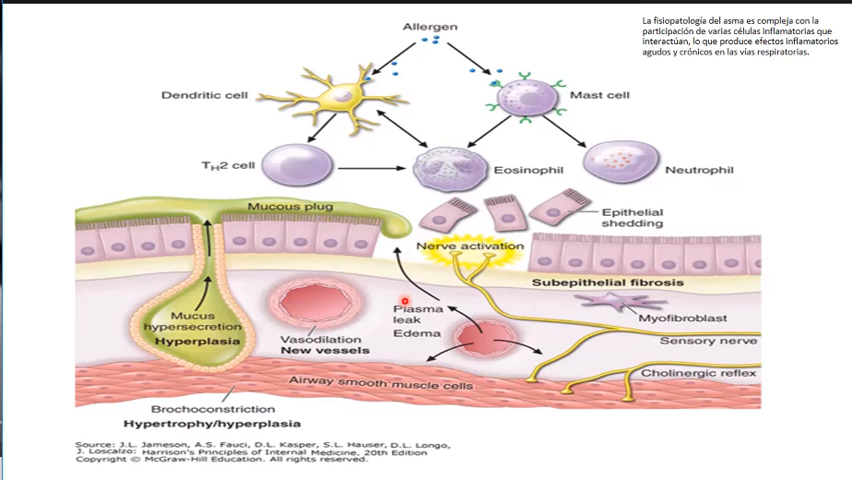 La fisiopatología del asma es compleja con la
participación de varias células inflamatorias que
interactúan, lo que produce efectos inflamatorios
agudos y crónicos en las vías respiratorias.
Allergen
Dendritic cell
Mast cell
TH2 cell
Eosinophil
Neutrophil
Mucous plug
Epithelial
shedding
Nerve activation
Subepithelial fibrosis
Plasma
leak
Edema
Myofibroblast
Mucus
hypersecretion
Hyperplasia
Vasodilation
New vessels
Sensory nerve
Cholinergic reflex
Airway smooth muscle cells
Brochoconstriction
Hypertrophy/hyperplasia
Source: J.L. Jameson, A.S. Fauci, D.L. Kasper, S.L. Hauser, D.L. Longo,
J. Loscalzo: Harrison's Principles of Internal Medicine, 20th Edition
Copyright © McGraw-Hill Education. All rights reserved.